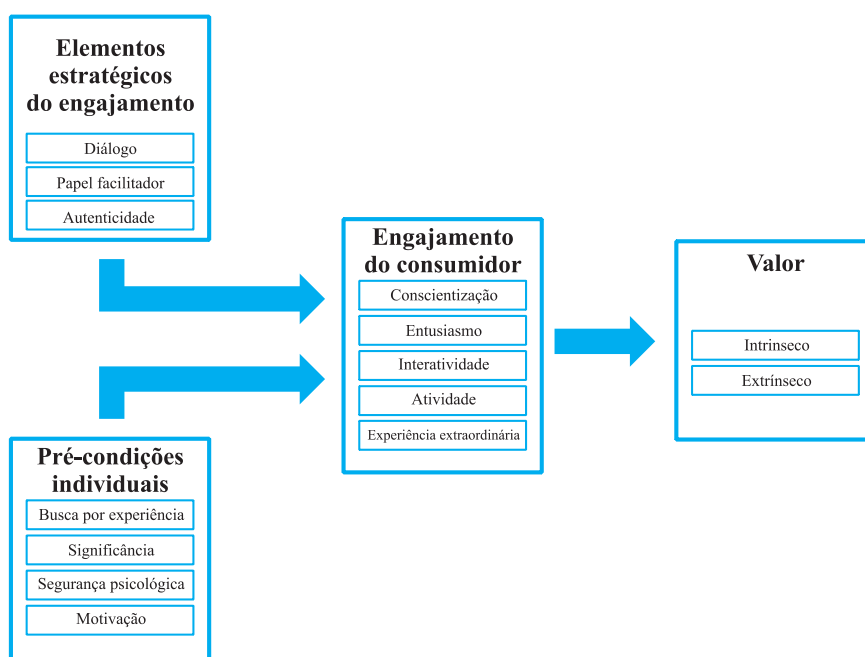 Elementos
estratégicos
do engajamento
Diálogo
Papel facilitador
Autenticidade
Pré-condições
individuais
Busca por experiência
Significância
Segurança psicológica
Motivação
Engajamento
do consumidor
Conscientização
Entusiasmo
Interatividade
Atividade
Experiência extraordinária
Valor
Intrinseco
Extrínseco